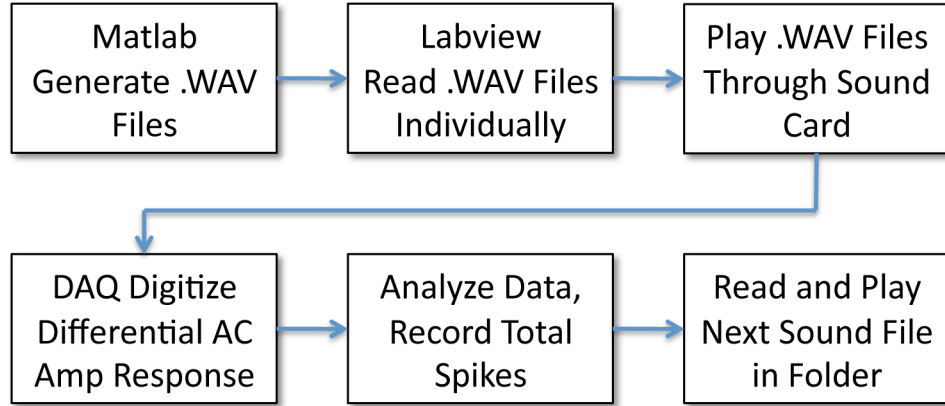 Matlab
Generate .WAV
Files
Labview
Read .WAV Files
Individually
Play .WAV Files
Through Sound
Card
DAQ Digitize
Differential AC
Amp Response
Analyze Data,
Record Total
Spikes
Read and Play
Next Sound File
in Folder